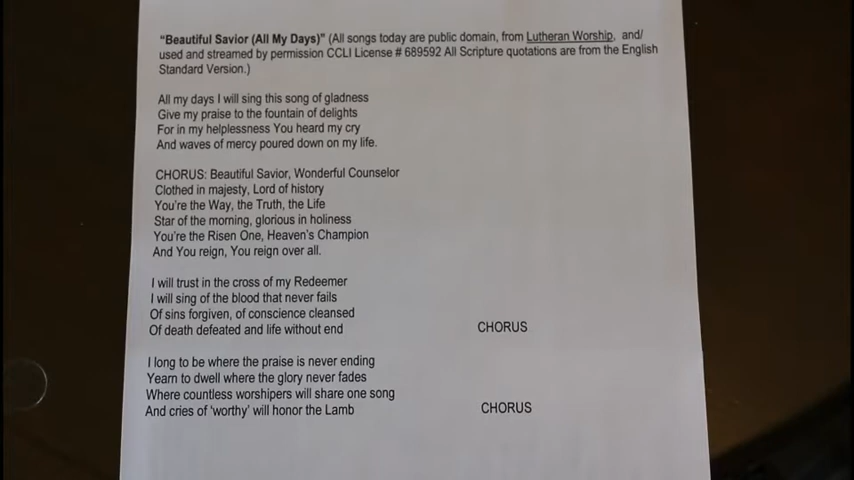 “Beautiful Savior (All My Days)” (All songs today are public domain, from Lutheran Worship, and/
used and streamed by permission CCLI License # 689592 All Scripture quotations are from the English
Standard Version.)
All my days I will sing this song of gladness
Give my praise to the fountain of delights
For in my helplessness You heard my cry
And waves of mercy poured down on my life.
CHORUS: Beautiful Savior, Wonderful Counselor
Clothed in majesty, Lord of history
You're the Way, the Truth, the Life
Star of the morning, glorious in holiness
You're the Risen One, Heaven's Champion
And You reign, You reign over all.
I will trust in the cross of my Redeemer
I will sing of the blood that never fails
Of sins forgiven, of conscience cleansed
Of death defeated and life without end CHORUS
I long to be where the praise is never ending
Yearn to dwell where the glory never fades
Where countless worshipers will share one song
And cries of ‘worthy’ will honor the Lamb CHORUS